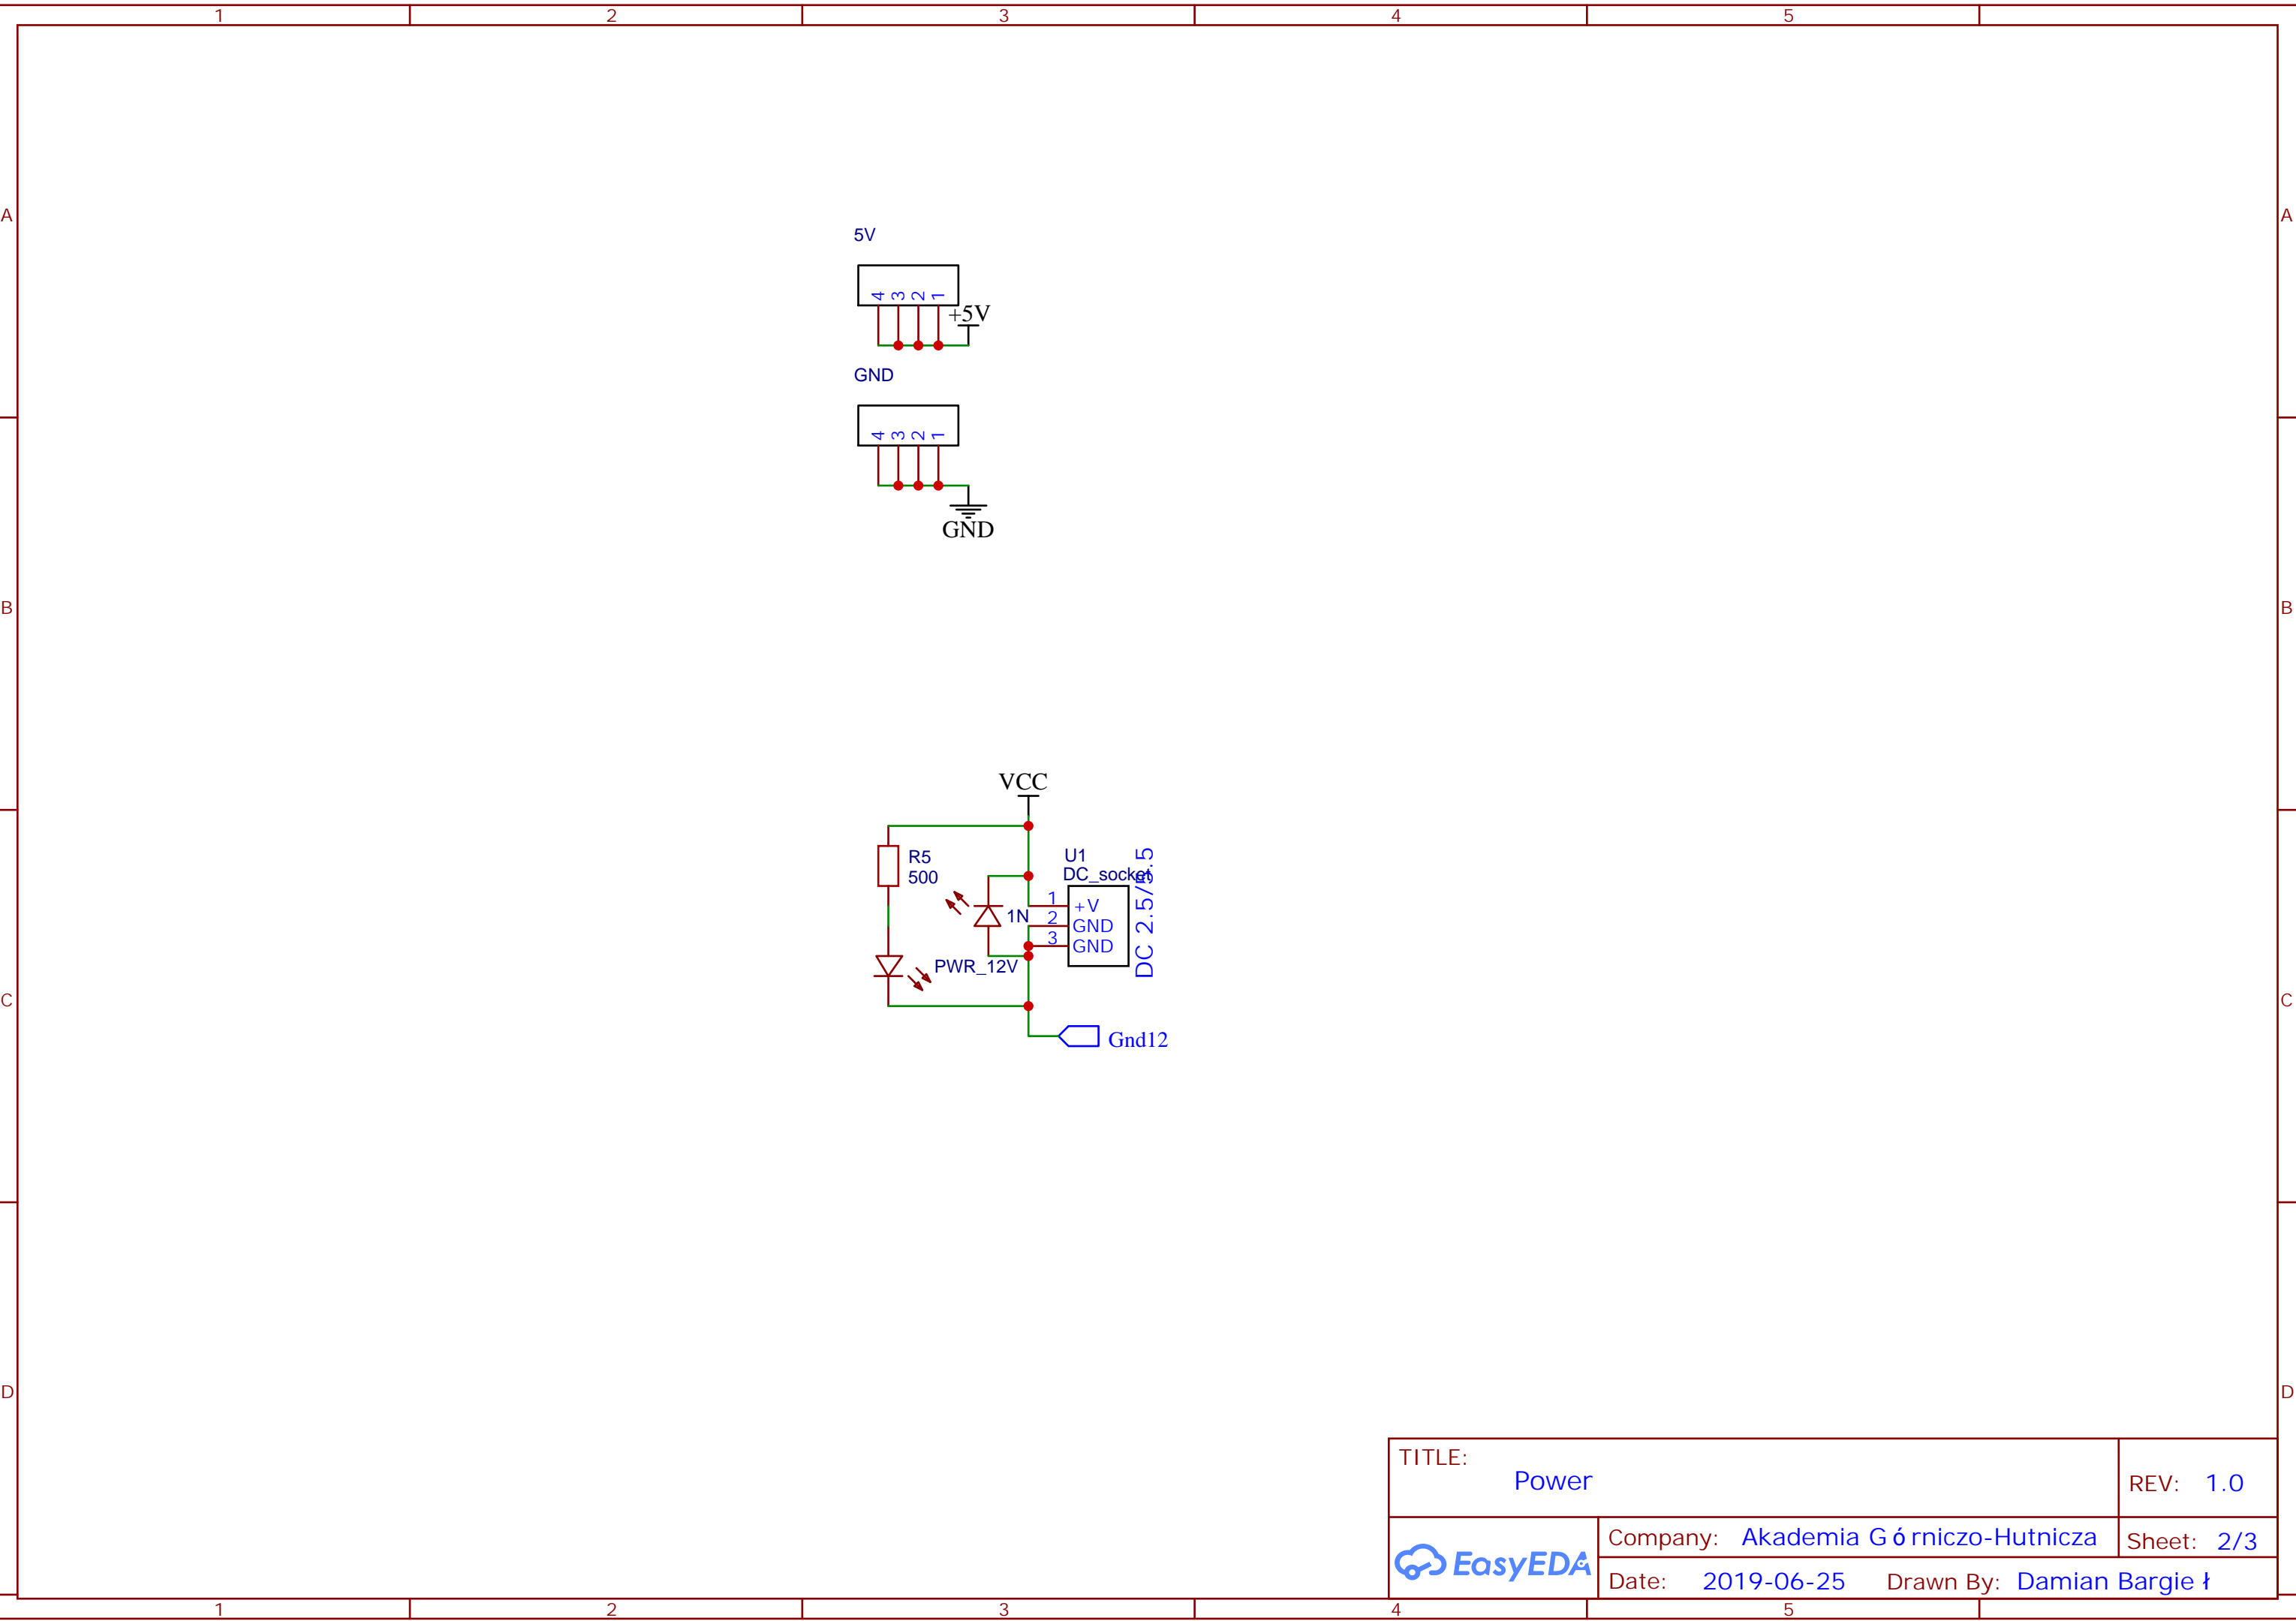 1 2 3 4 5
A A
5V
4 3 2 1
+5V
GND
4 3 2 1
GND
B B
VCC
R5
500
U1
DC_socket
DC 2.5/5.5
1 +V
1N
2 GND
3 GND
PWR_12V
C C
Gnd12
D D
TITLE:
Power
REV: 1.0
EasyEDA
Company: Akademia Górniczo-Hutnicza
Sheet: 2/3
Date: 2019-06-25 Drawn By: Damian Bargieł
1 2 3 4 5